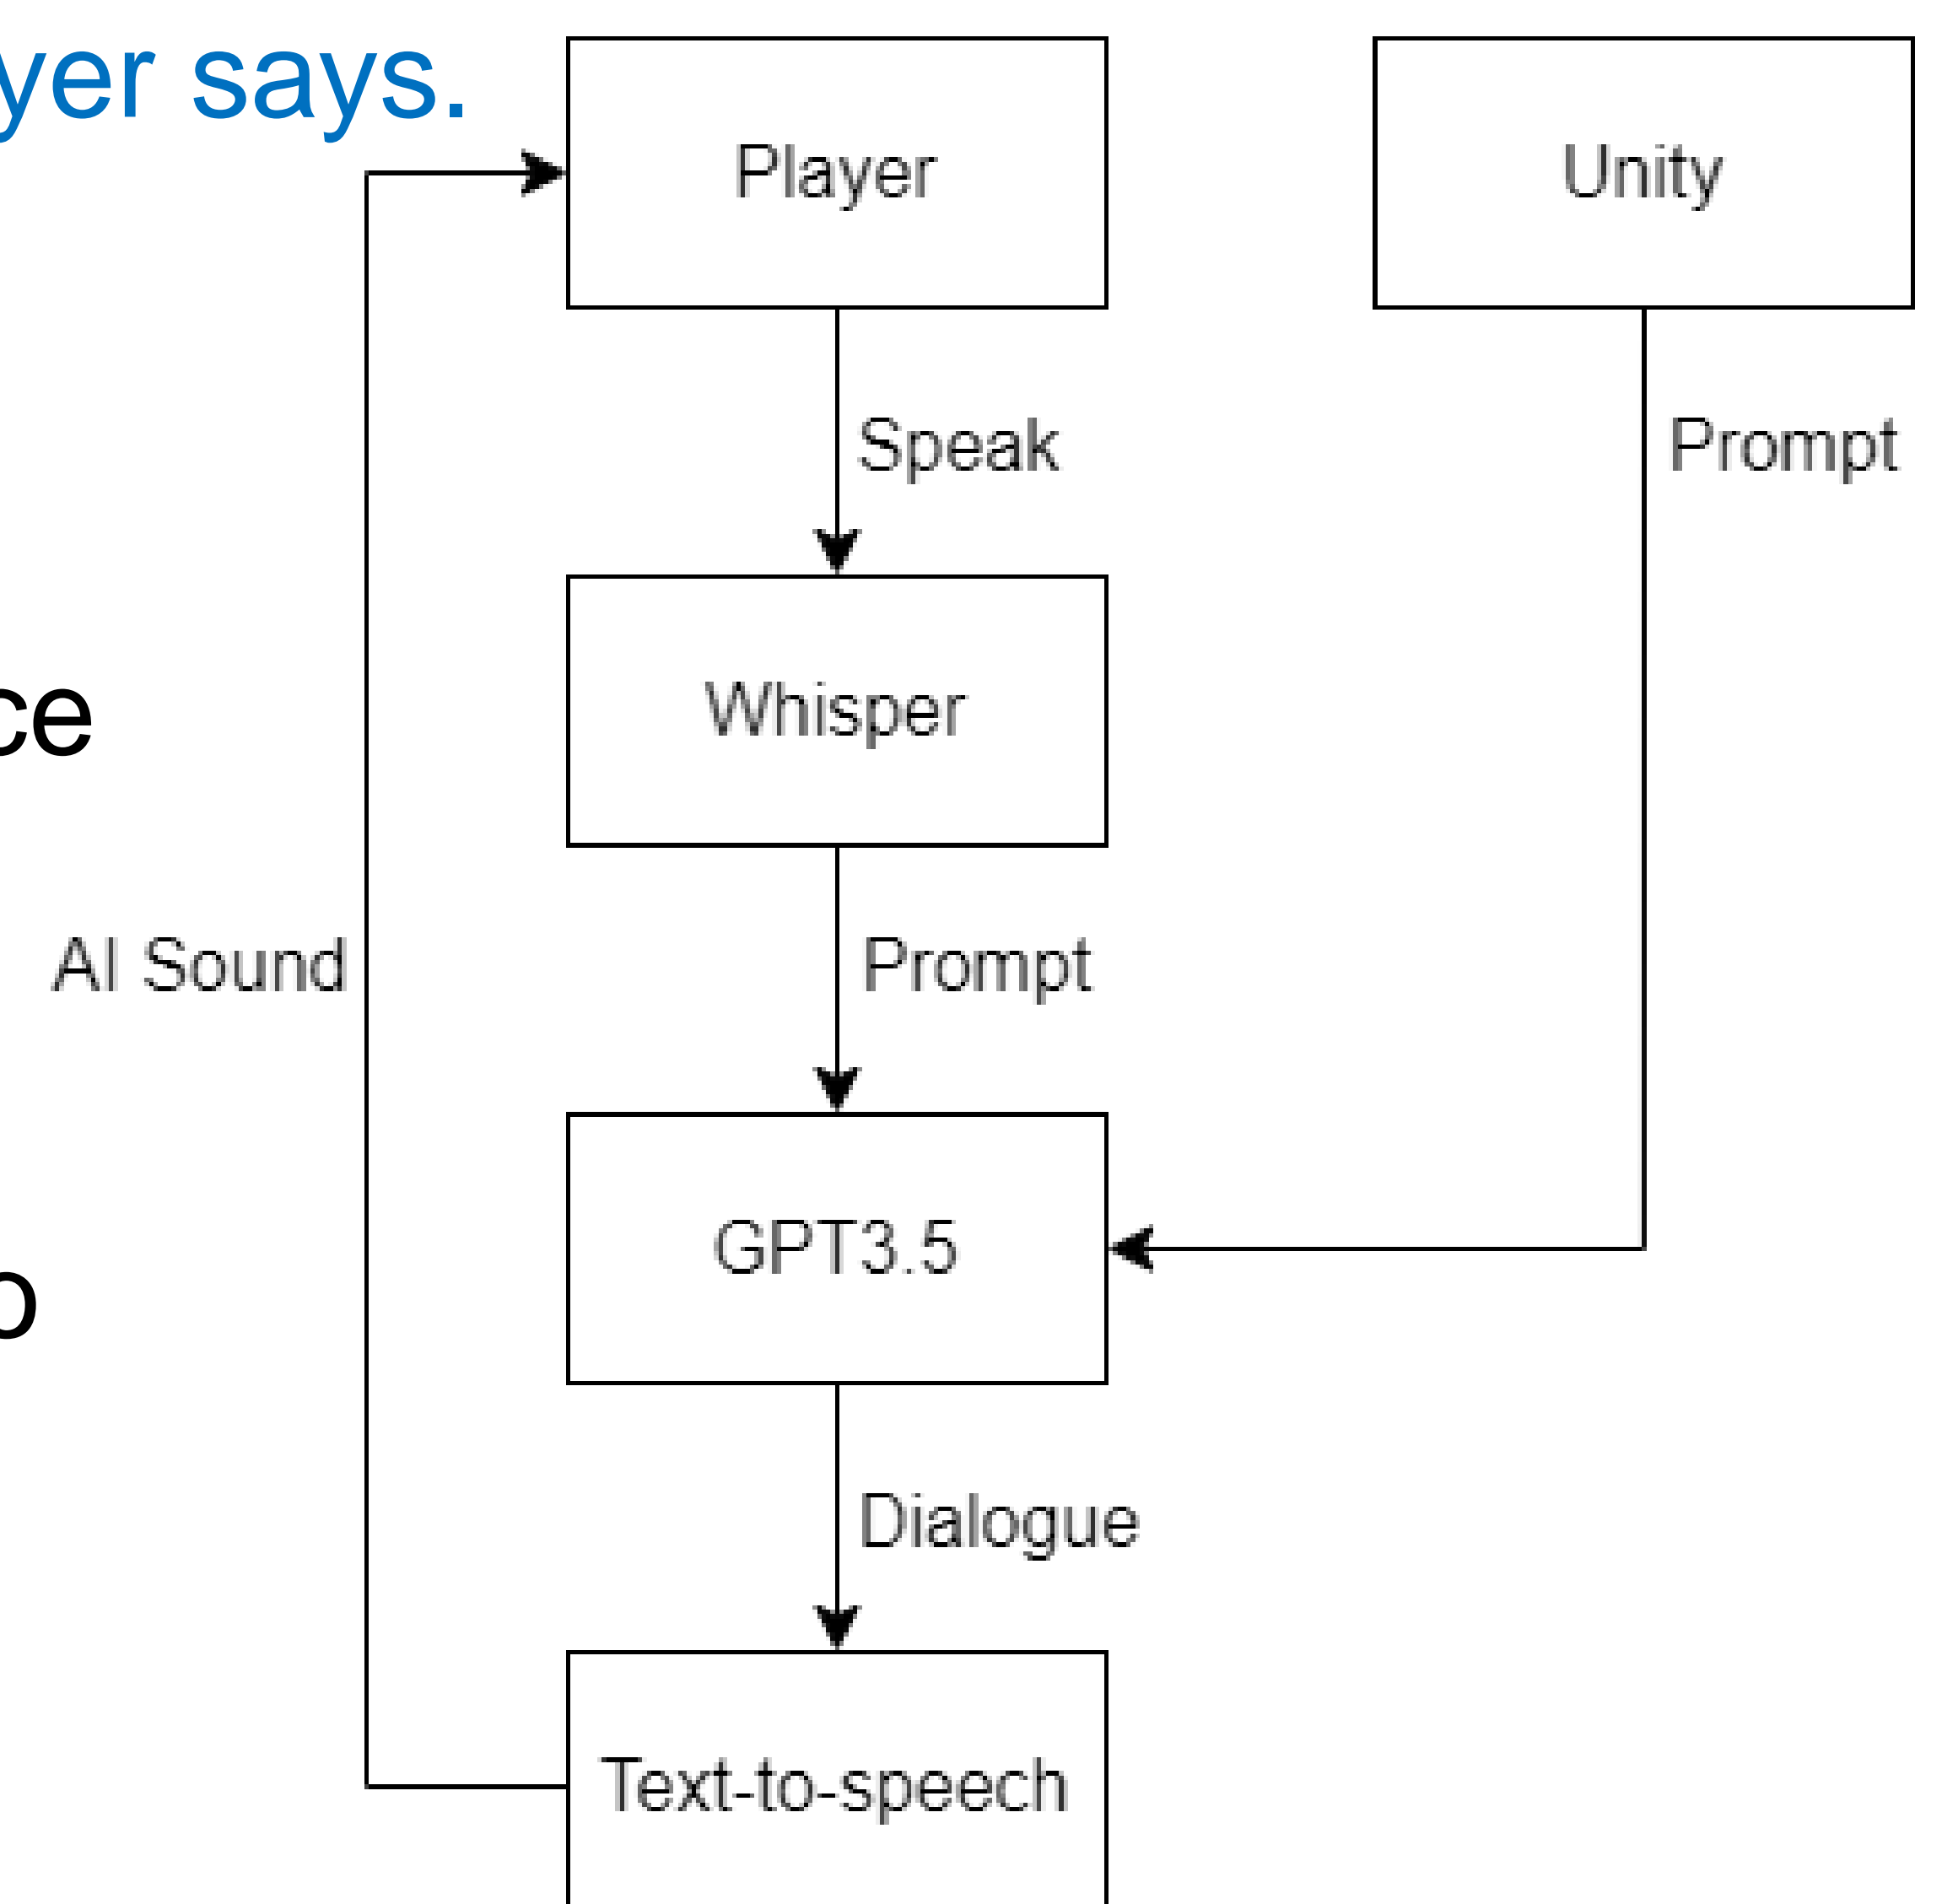 yer says.
Player
Unity
Speak
Prompt
Whisper
ce
AI Sound
Prompt
GPT3.5
o
Dialogue
Text-to-speech